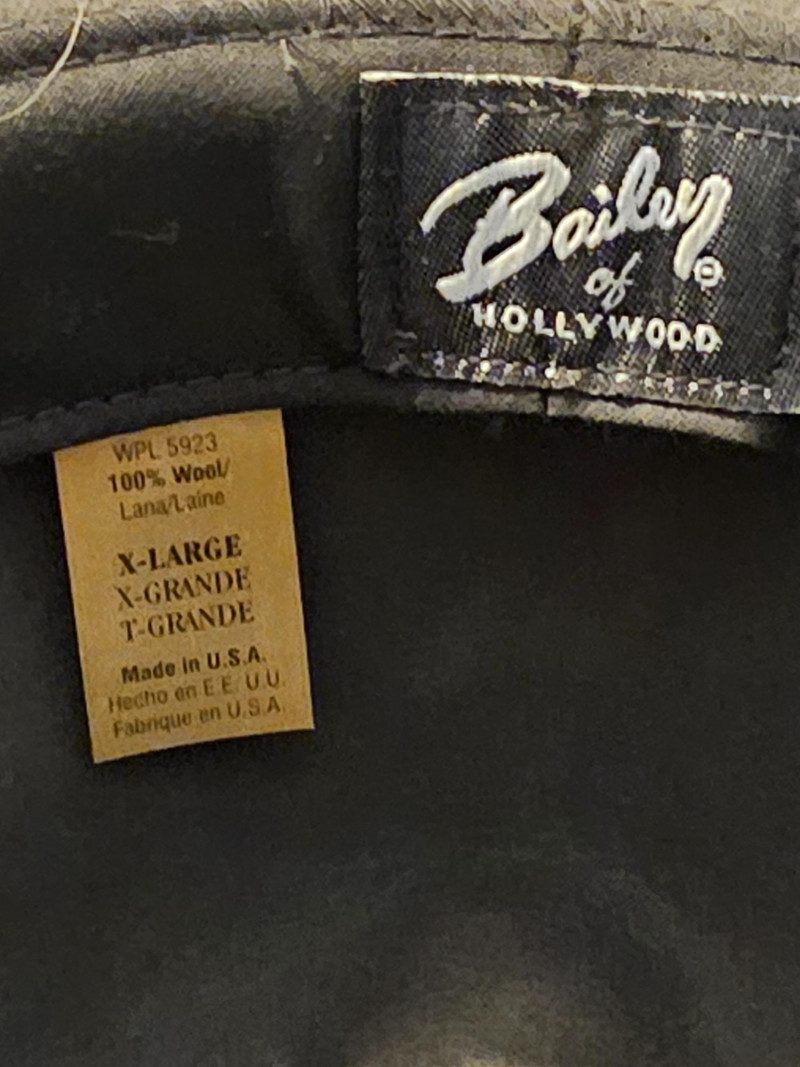 Bailey
of
HOLLYWOOD
WPL 5923
100% Wool/
Lana/Laine
X-LARGE
X-GRANDE
T-GRANDE
Made in U.S.A.
Hecho en E.E. U.U.
Fabrique en U.S.A.